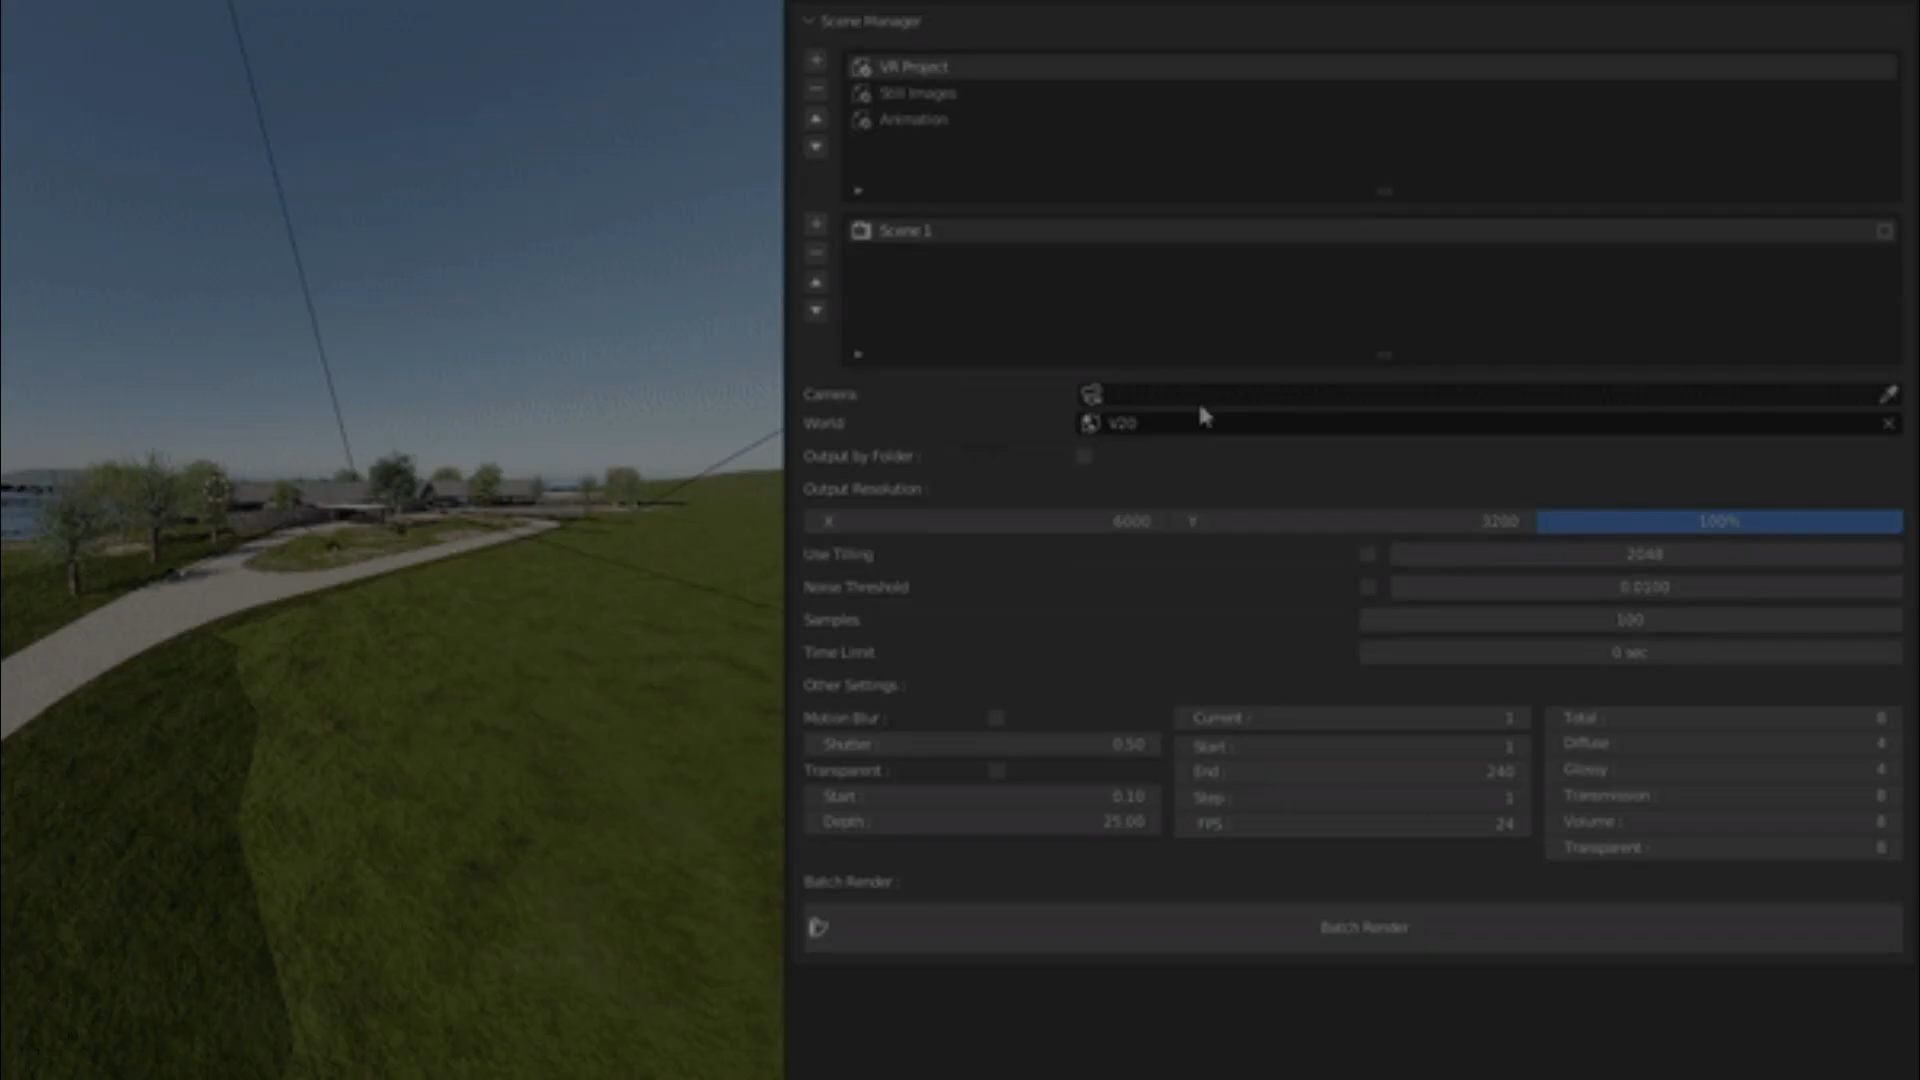 Scene Manager
VR Project
Still Images
Animation
Scene 1
Camera
World V20
Output by Folder :
Output Resolution :
X 6000 Y 3200 100%
Use Tilling 2048
Noise Threshold 0.0100
Samples 100
Time Limit 0 sec
Other Settings :
Motion Blur : Current : 1 Total : 8
Shutter : 0.50 Start : 1 Diffuse : 4
Transparent : End : 240 Glossy : 4
Start : 0.10 Step : 1 Transmission : 8
Depth : 25.00 FPS 24 Volume : 8
Transparent : 8
Batch Render :
Batch Render